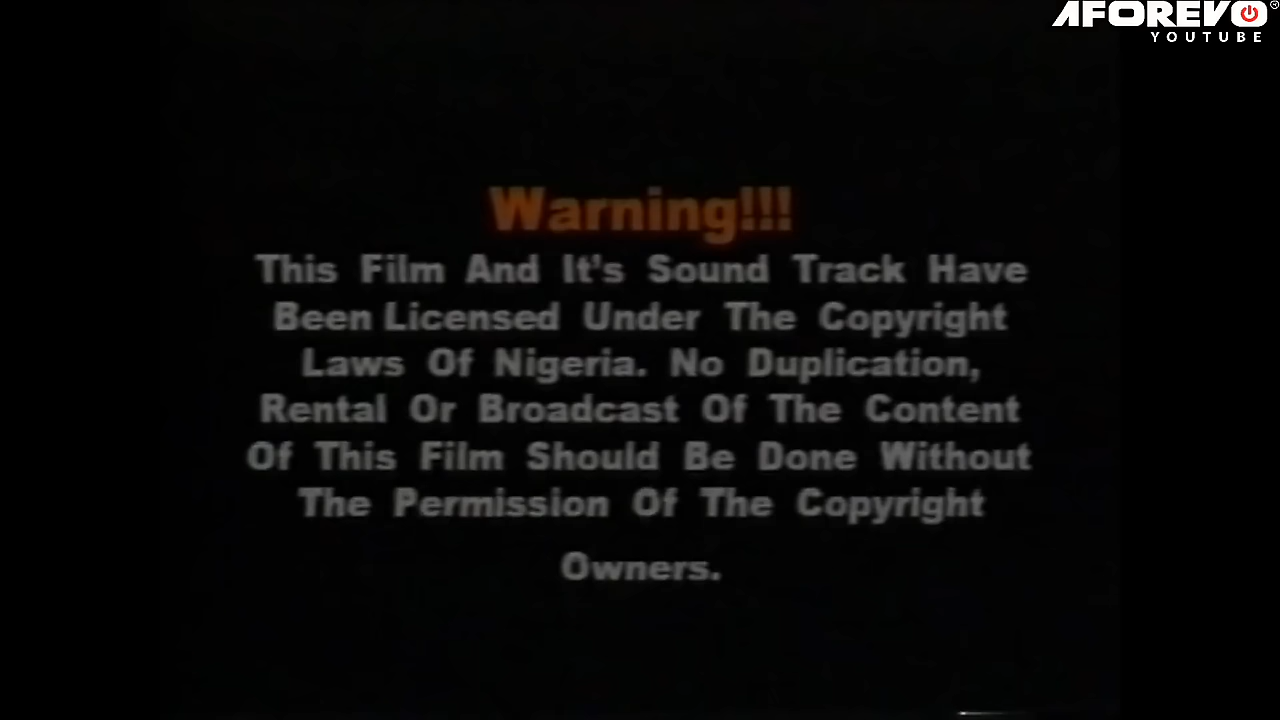 AFOREVO
YOUTUBE
Warning!!!
This Film And It's Sound Track Have
Been Licensed Under The Copyright
Laws Of Nigeria. No Duplication,
Rental Or Broadcast Of The Content
Of This Film Should Be Done Without
The Permission Of The Copyright
Owners.